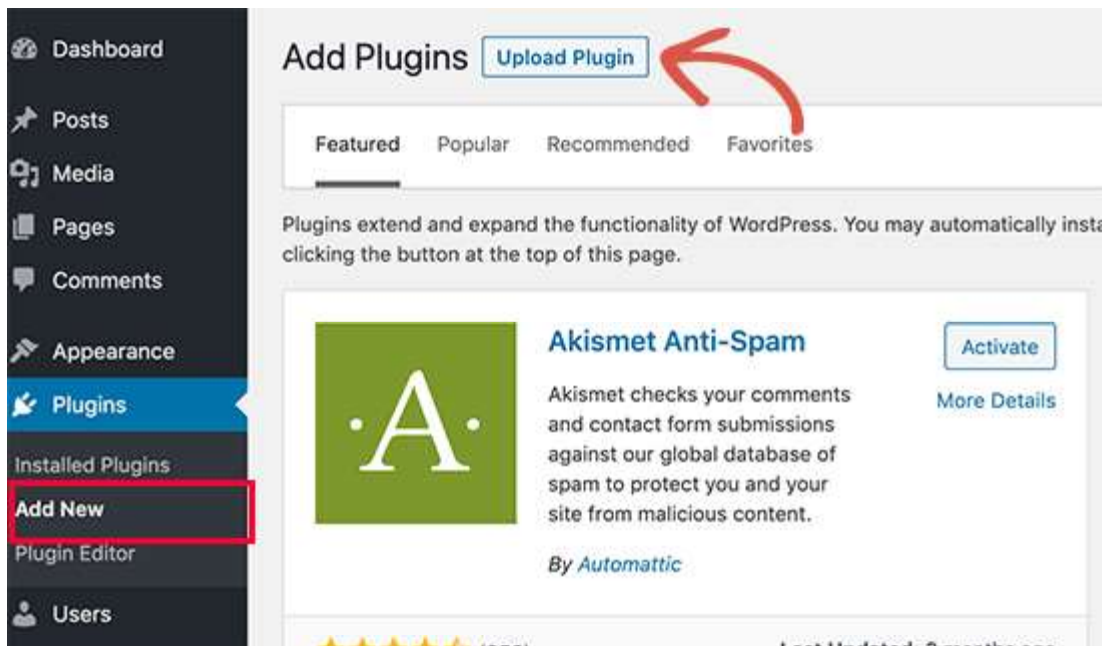 Dashboard
Posts
Media
Pages
Comments
Appearance
Plugins
Installed Plugins
Add New
Plugin Editor
Users
Add Plugins Upload Plugin
Featured Popular Recommended Favorites
Plugins extend and expand the functionality of WordPress. You may automatically insta
clicking the button at the top of this page.
A
Akismet Anti-Spam
Activate
Akismet checks your comments
More Details
and contact form submissions
against our global database of
spam to protect you and your
site from malicious content.
By Automattic